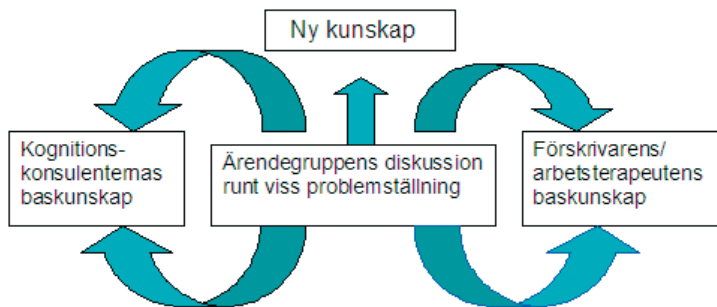 Ny kunskap
Kognitions-
konsulenternas
baskunskap
Ärendegruppens diskussion
runt viss problemställning
Förskrivarens/
arbetsterapeutens
baskunskap